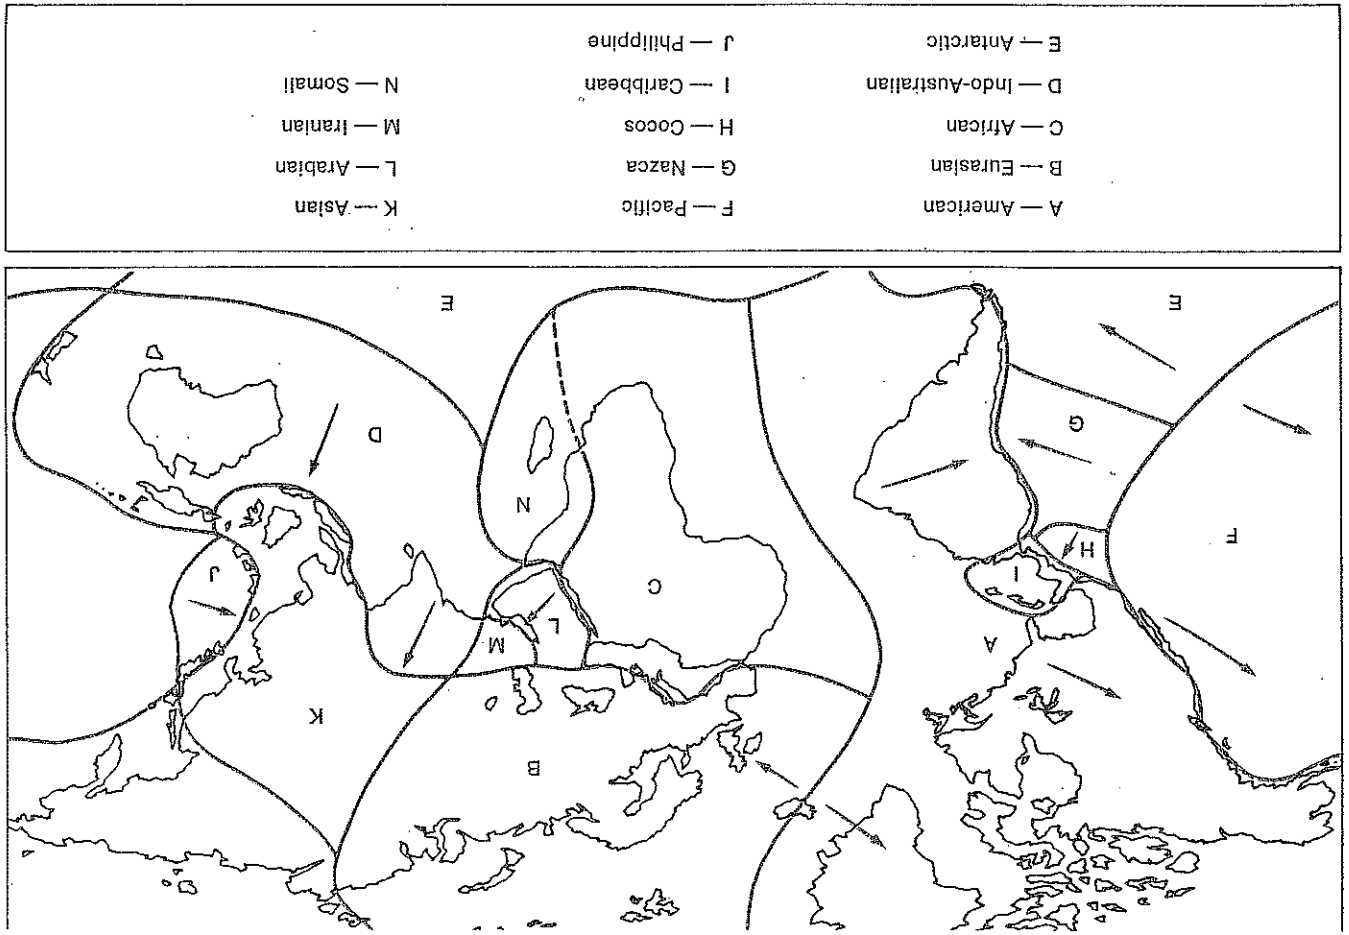 F
G
H
I
A
E
C
B
L
M
N
D
K
J
E
A — American
B — Eurasian
C — African
D — Indo-Australian
E — Antarctic
F — Pacific
G — Nazca
H — Cocos
I — Caribbean
J — Philippine
K — Asian
L — Arabian
M — Iranian
N — Somali